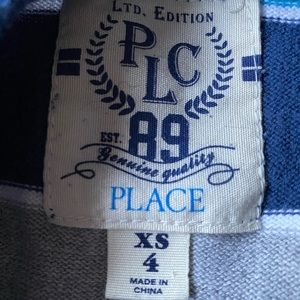 LTD. EDITION
PLC
EST. 89
Genuine quality
PLACE
XS
4
MADE IN
CHINA